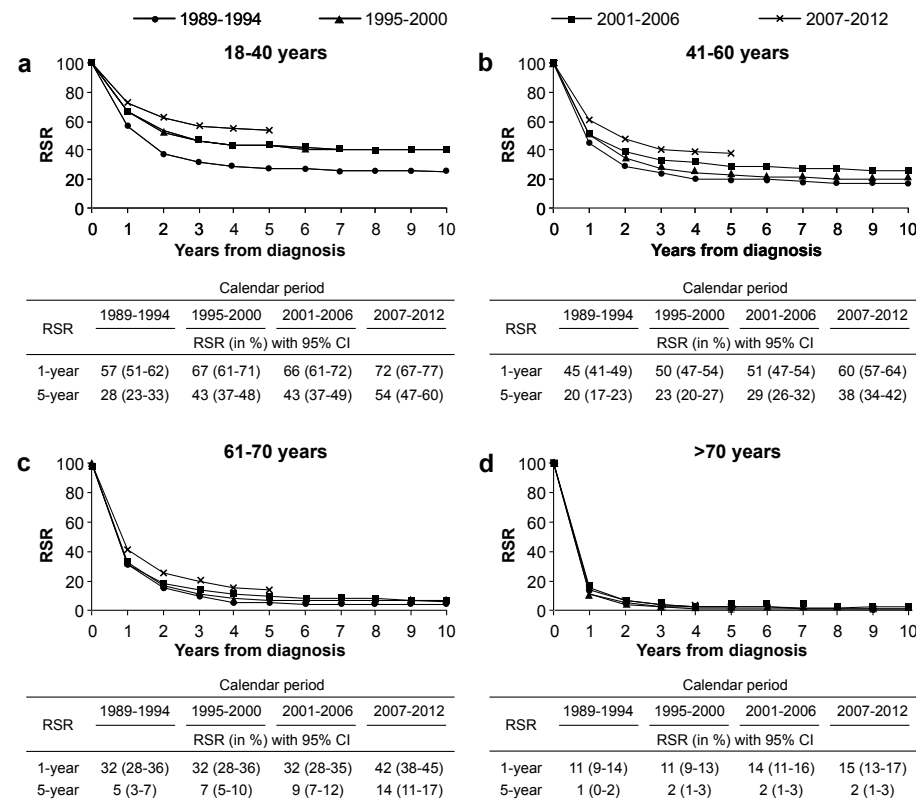 1989-1994 1995-2000 2001-2006 2007-2012
a 18-40 years
RSR
100
80
60
40
20
0
0 1 2 3 4 5 6 7 8 9 10
Years from diagnosis
Calendar period
RSR 1989-1994 1995-2000 2001-2006 2007-2012
RSR (in %) with 95% CI
1-year 57 (51-62) 67 (61-71) 66 (61-72) 72 (67-77)
5-year 28 (23-33) 43 (37-48) 43 (37-49) 54 (47-60)
b 41-60 years
RSR
100
80
60
40
20
0
0 1 2 3 4 5 6 7 8 9 10
Years from diagnosis
Calendar period
RSR 1989-1994 1995-2000 2001-2006 2007-2012
RSR (in %) with 95% CI
1-year 45 (41-49) 50 (47-54) 51 (47-54) 60 (57-64)
5-year 20 (17-23) 23 (20-27) 29 (26-32) 38 (34-42)
c 61-70 years
RSR
100
80
60
40
20
0
0 1 2 3 4 5 6 7 8 9 10
Years from diagnosis
Calendar period
RSR 1989-1994 1995-2000 2001-2006 2007-2012
RSR (in %) with 95% CI
1-year 32 (28-36) 32 (28-36) 32 (28-35) 42 (38-45)
5-year 5 (3-7) 7 (5-10) 9 (7-12) 14 (11-17)
d >70 years
RSR
100
80
60
40
20
0
0 1 2 3 4 5 6 7 8 9 10
Years from diagnosis
Calendar period
RSR 1989-1994 1995-2000 2001-2006 2007-2012
RSR (in %) with 95% CI
1-year 11 (9-14) 11 (9-13) 14 (11-16) 15 (13-17)
5-year 1 (0-2) 2 (1-3) 2 (1-3) 2 (1-3)